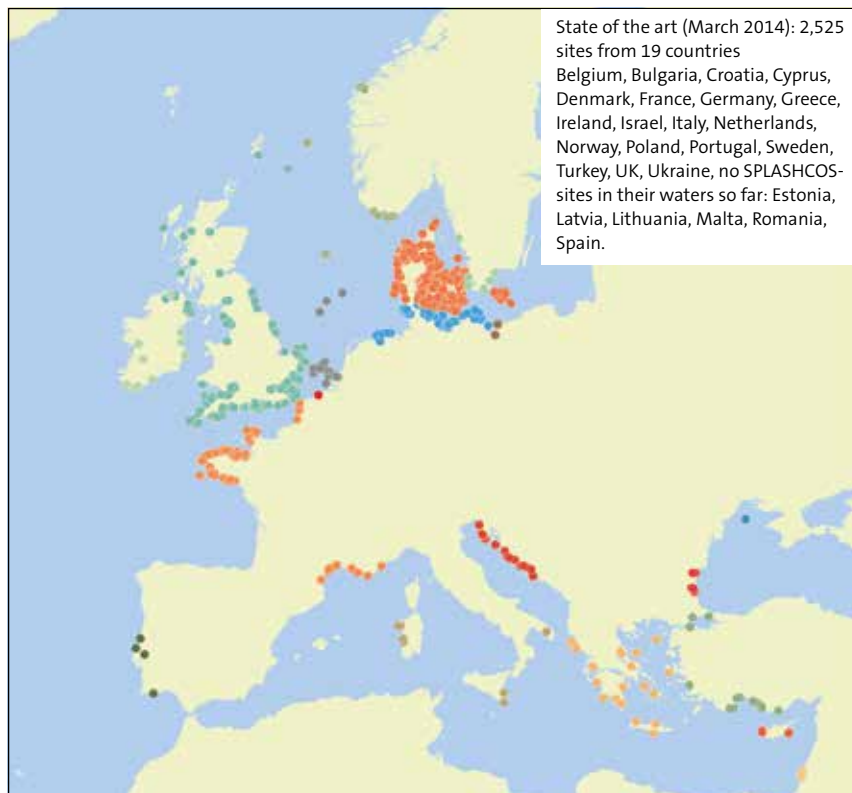 State of the art (March 2014): 2,525
sites from 19 countries
Belgium, Bulgaria, Croatia, Cyprus,
Denmark, France, Germany, Greece,
Ireland, Israel, Italy, Netherlands,
Norway, Poland, Portugal, Sweden,
Turkey, UK, Ukraine, no SPLASHCOS-
sites in their waters so far: Estonia,
Latvia, Lithuania, Malta, Romania,
Spain.